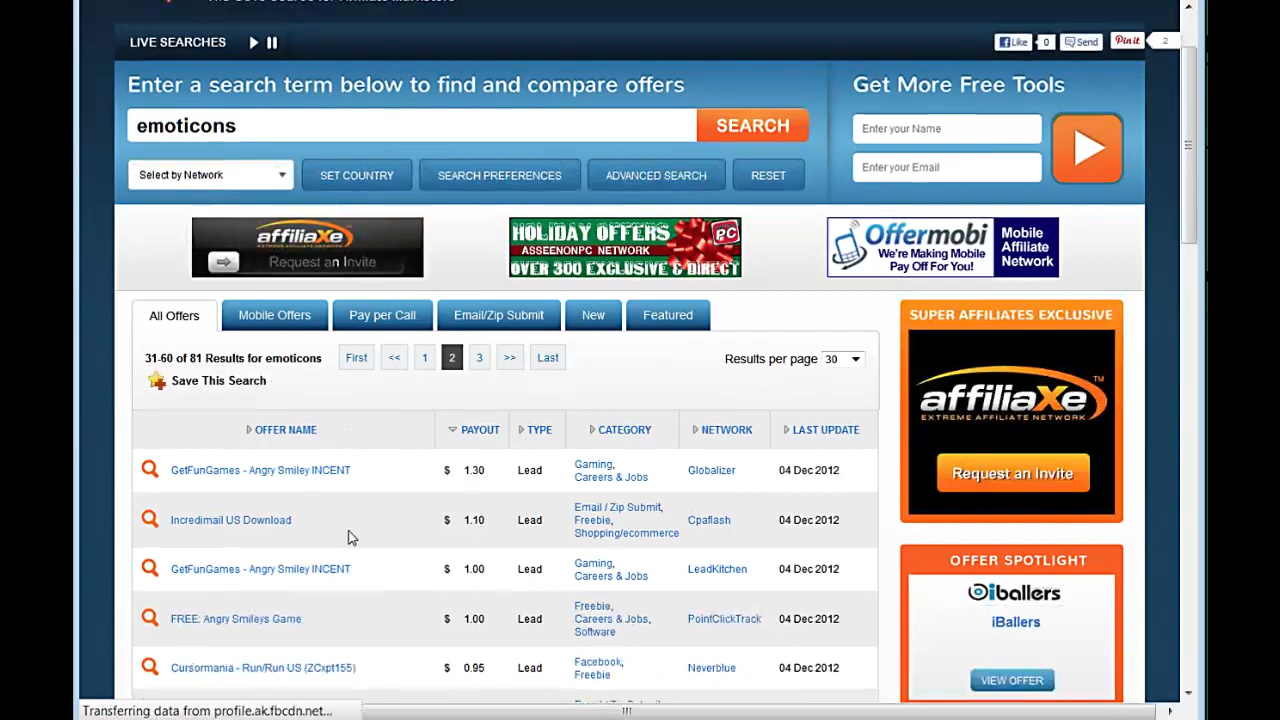 LIVE SEARCHES
Like
0
Send
Pin it
2
Enter a search term below to find and compare offers
Get More Free Tools
emoticons
SEARCH
Enter your Name
Enter your Email
Select by Network
SET COUNTRY
SEARCH PREFERENCES
ADVANCED SEARCH
RESET
affiliaXe
Request an Invite
HOLIDAY OFFERS
PC
ASSEENONPC NETWORK
OVER 300 EXCLUSIVE & DIRECT
Offermobi
We're Making Mobile
Pay Off For You!
Mobile
Affiliate
Network
All Offers
Mobile Offers
Pay per Call
Email/Zip Submit
New
Featured
31-60 of 81 Results for emoticons
First
<<
1
2
3
>>
Last
Results per page 30
Save This Search
OFFER NAME PAYOUT TYPE CATEGORY NETWORK LAST UPDATE
GetFunGames - Angry Smiley INCENT $ 1.30 Lead Gaming, Careers & Jobs Globalizer 04 Dec 2012
Incredimail US Download $ 1.10 Lead Email / Zip Submit, Freebie, Shopping/ecommerce Cpaflash 04 Dec 2012
GetFunGames - Angry Smiley INCENT $ 1.00 Lead Gaming, Careers & Jobs LeadKitchen 04 Dec 2012
FREE: Angry Smileys Game $ 1.00 Lead Freebie, Careers & Jobs, Software PointClickTrack 04 Dec 2012
Cursormania - Run/Run US (ZCxpt155) $ 0.95 Lead Facebook, Freebie Neverblue 04 Dec 2012
SUPER AFFILIATES EXCLUSIVE
affiliaXe™
EXTREME AFFILIATE NETWORK
Request an Invite
OFFER SPOTLIGHT
iballers
iBallers
VIEW OFFER
Transferring data from profile.ak.fbcdn.net...